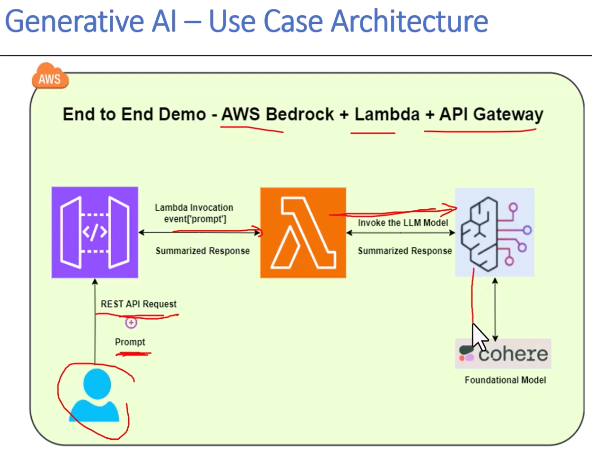 Generative AI – Use Case Architecture
AWS
End to End Demo - AWS Bedrock + Lambda + API Gateway
Lambda Invocation
event['prompt']
Summarized Response
Invoke the LLM Model
Summarized Response
</>
REST API Request
+
Prompt
cohere
Foundational Model